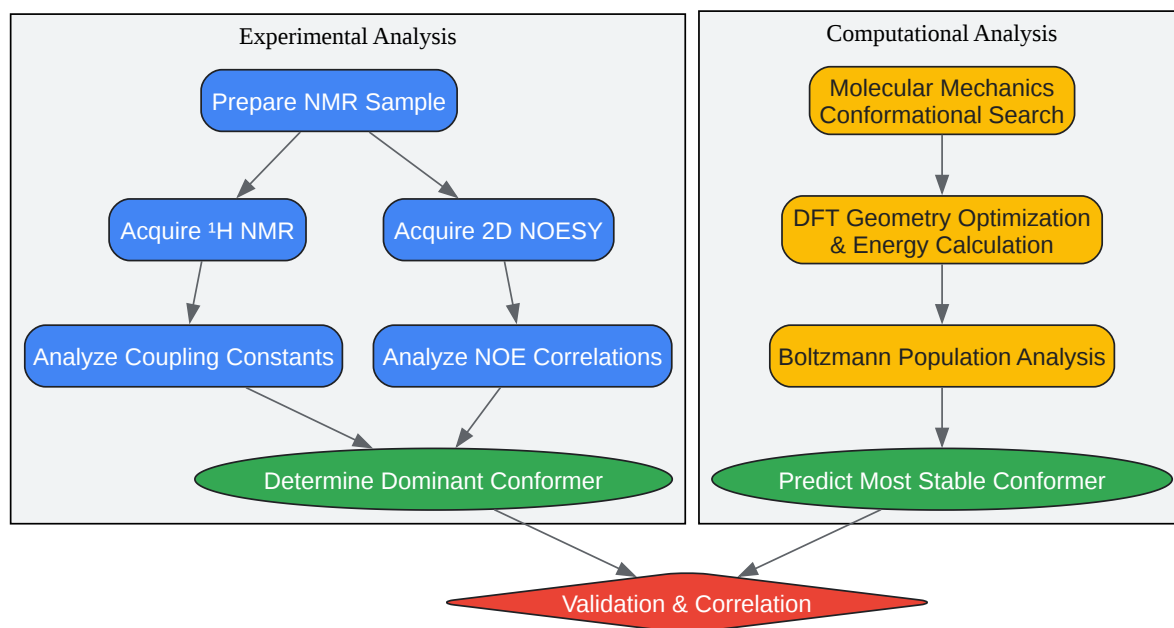 Experimental Analysis
Prepare NMR Sample
Acquire ¹H NMR
Acquire 2D NOESY
Analyze Coupling Constants
Analyze NOE Correlations
Determine Dominant Conformer
Computational Analysis
Molecular Mechanics
Conformational Search
DFT Geometry Optimization
& Energy Calculation
Boltzmann Population Analysis
Predict Most Stable Conformer
Validation & Correlation